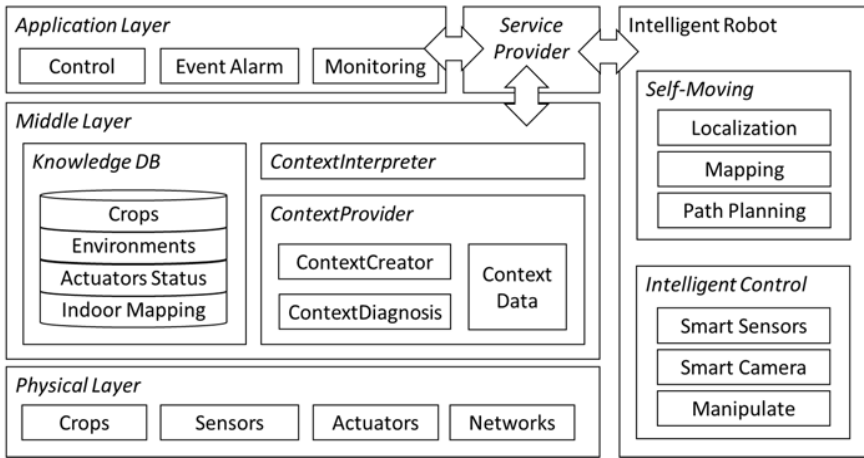 Application Layer
Control
Event Alarm
Monitoring
Service
Provider
Intelligent Robot
Self-Moving
Localization
Mapping
Path Planning
Intelligent Control
Smart Sensors
Smart Camera
Manipulate
Middle Layer
Knowledge DB
Crops
Environments
Actuators Status
Indoor Mapping
ContextInterpreter
ContextProvider
ContextCreator
ContextDiagnosis
Context
Data
Physical Layer
Crops
Sensors
Actuators
Networks